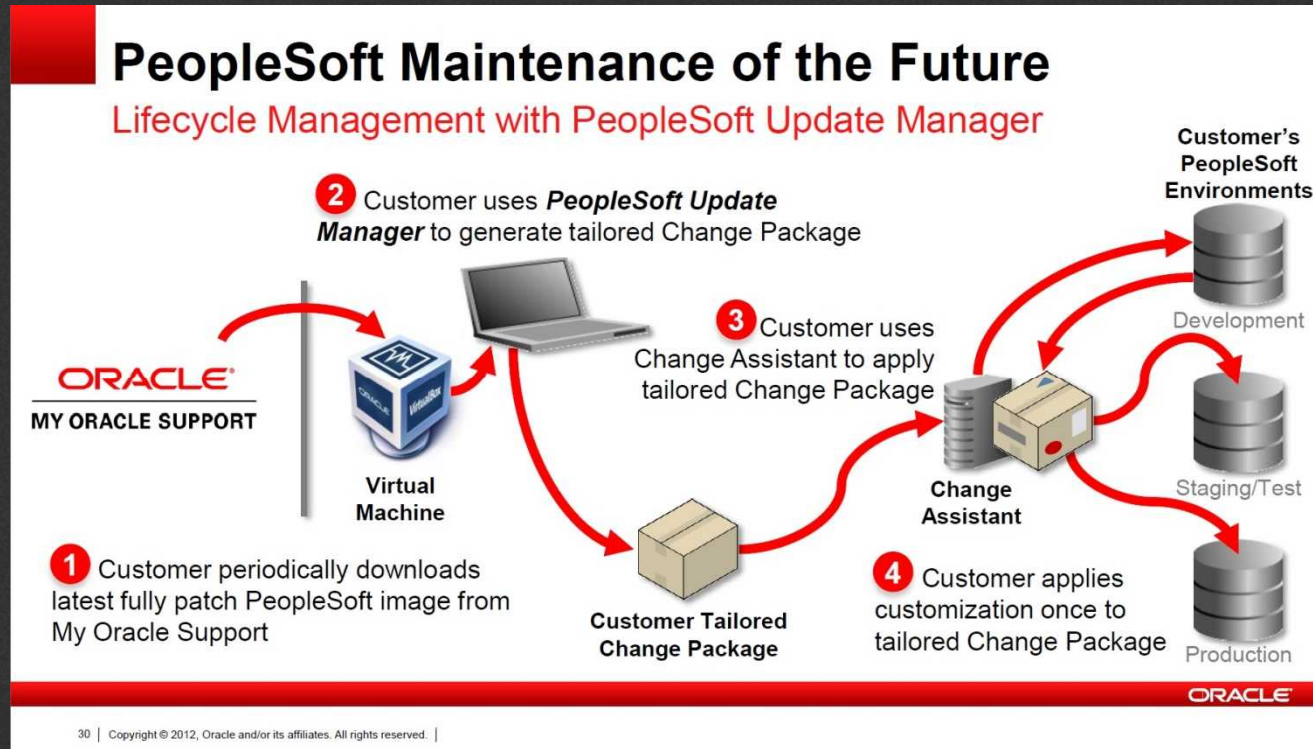 PeopleSoft Maintenance of the Future
Lifecycle Management with PeopleSoft Update Manager
Customer's
PeopleSoft
Environments
2 Customer uses PeopleSoft Update
Manager to generate tailored Change Package
3 Customer uses
Change Assistant to apply
tailored Change Package
Development
ORACLE
MY ORACLE SUPPORT
ORACLE
VirtualBox
Virtual
Machine
Change
Assistant
Staging/Test
1 Customer periodically downloads
latest fully patch PeopleSoft image from
My Oracle Support
Customer Tailored
Change Package
4 Customer applies
customization once to
tailored Change Package
Production
ORACLE
30 | Copyright © 2012, Oracle and/or its affiliates. All rights reserved. |